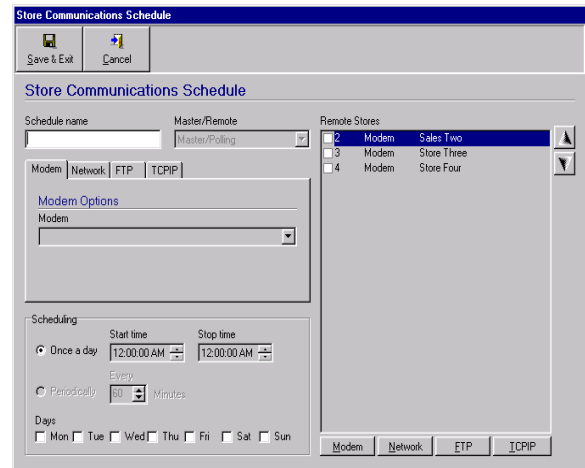 Store Communications Schedule
Save & Exit Cancel
Store Communications Schedule
Schedule name Master/Remote Remote Stores
Master/Polling
2 Modem Sales Two
3 Modem Store Three
4 Modem Store Four
Modem Network FTP TCPIP
Modem Options
Modem
Scheduling
Start time Stop time
Once a day 12:00:00 AM 12:00:00 AM
Every
Periodically 60 Minutes
Days
Mon Tue Wed Thu Fri Sat Sun
Modem Network FTP TCPIP